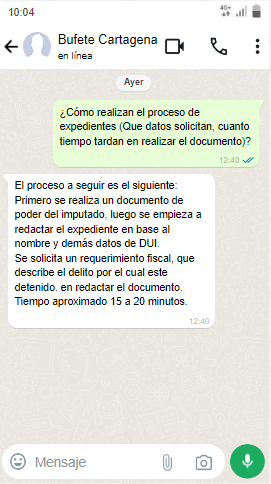 10:04
4G+
Bufete Cartagena
en línea
Ayer
¿Cómo realizan el proceso de
expedientes (Que datos solicitan, cuanto
tiempo tardan en realizar el documento)?
12:40
El proceso a seguir es el siguiente:
Primero se realiza un documento de
poder del imputado, luego se empieza a
redactar el expediente en base al
nombre y demás datos de DUI.
Se solicita un requerimiento fiscal, que
describe el delito por el cual este
detenido. en redactar el documento.
Tiempo aproximado 15 a 20 minutos.
12:40
Mensaje